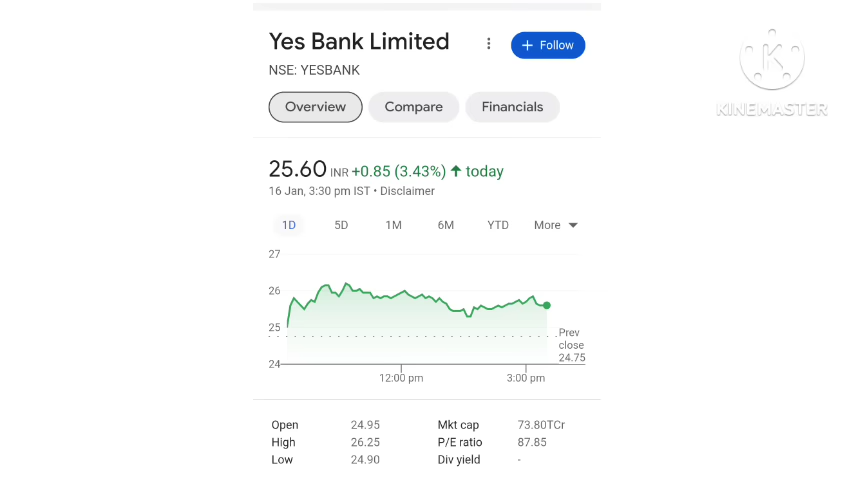 Yes Bank Limited
+ Follow
NSE: YESBANK
Overview Compare Financials
25.60 INR +0.85 (3.43%) ↑ today
16 Jan, 3:30 pm IST • Disclaimer
1D 5D 1M 6M YTD More
27
26
25
24
Prev
close
24.75
12:00 pm 3:00 pm
Open 24.95 Mkt cap 73.80TCr
High 26.25 P/E ratio 87.85
Low 24.90 Div yield -
K
KINEMASTER